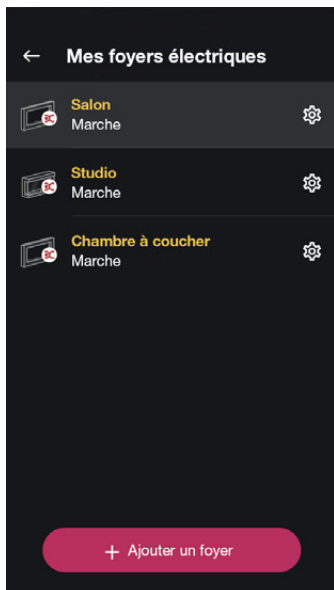 Mes foyers électriques
Salon
Marche
Studio
Marche
Chambre à coucher
Marche
+ Ajouter un foyer